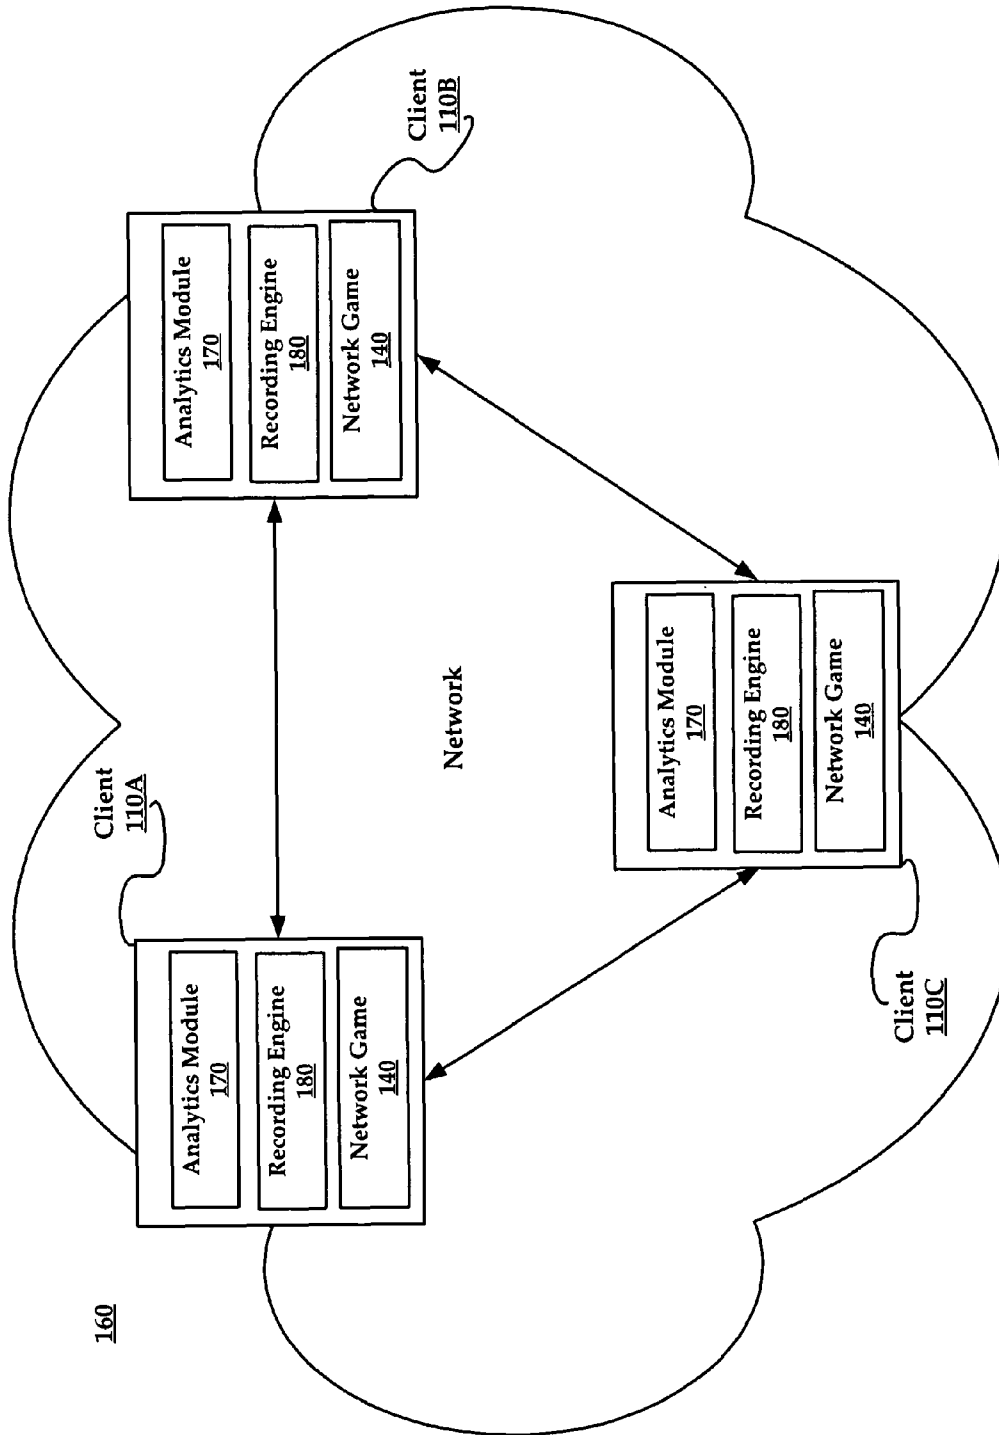 160
Client
110A
Analytics Module
170
Recording Engine
180
Network Game
140
Client
110B
Analytics Module
170
Recording Engine
180
Network Game
140
Network
Client
110C
Analytics Module
170
Recording Engine
180
Network Game
140